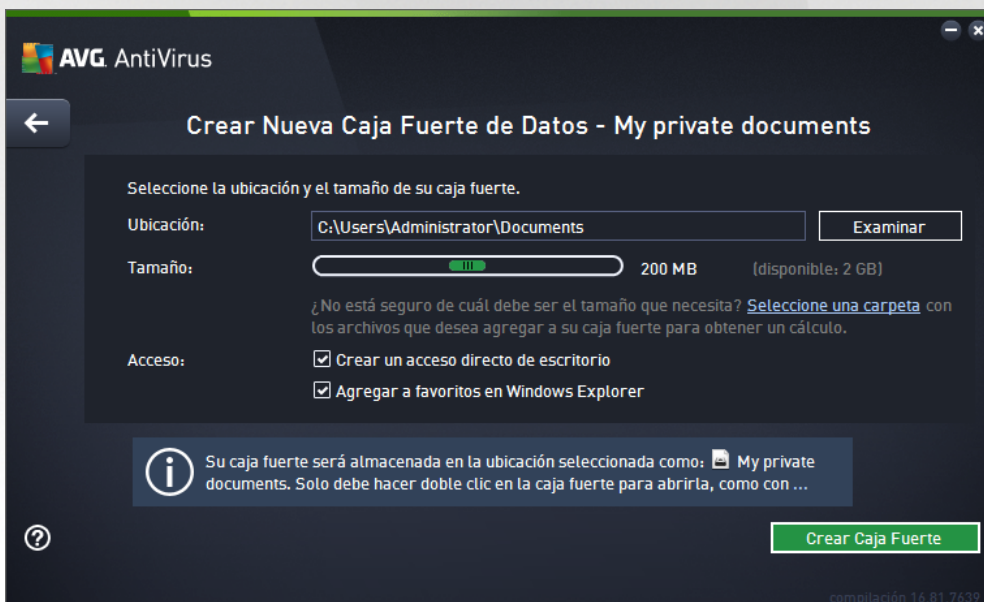 AVG. AntiVirus
Crear Nueva Caja Fuerte de Datos - My private documents
Seleccione la ubicación y el tamaño de su caja fuerte.
Ubicación: C:\Users\Administrator\Documents Examinar
Tamaño: 200 MB (disponible: 2 GB)
¿No está seguro de cuál debe ser el tamaño que necesita? Seleccione una carpeta con
los archivos que desea agregar a su caja fuerte para obtener un cálculo.
Acceso: Crear un acceso directo de escritorio
Agregar a favoritos en Windows Explorer
Su caja fuerte será almacenada en la ubicación seleccionada como: My private
documents. Solo debe hacer doble clic en la caja fuerte para abrirla, como con ...
Crear Caja Fuerte
compilación 16.81.7639